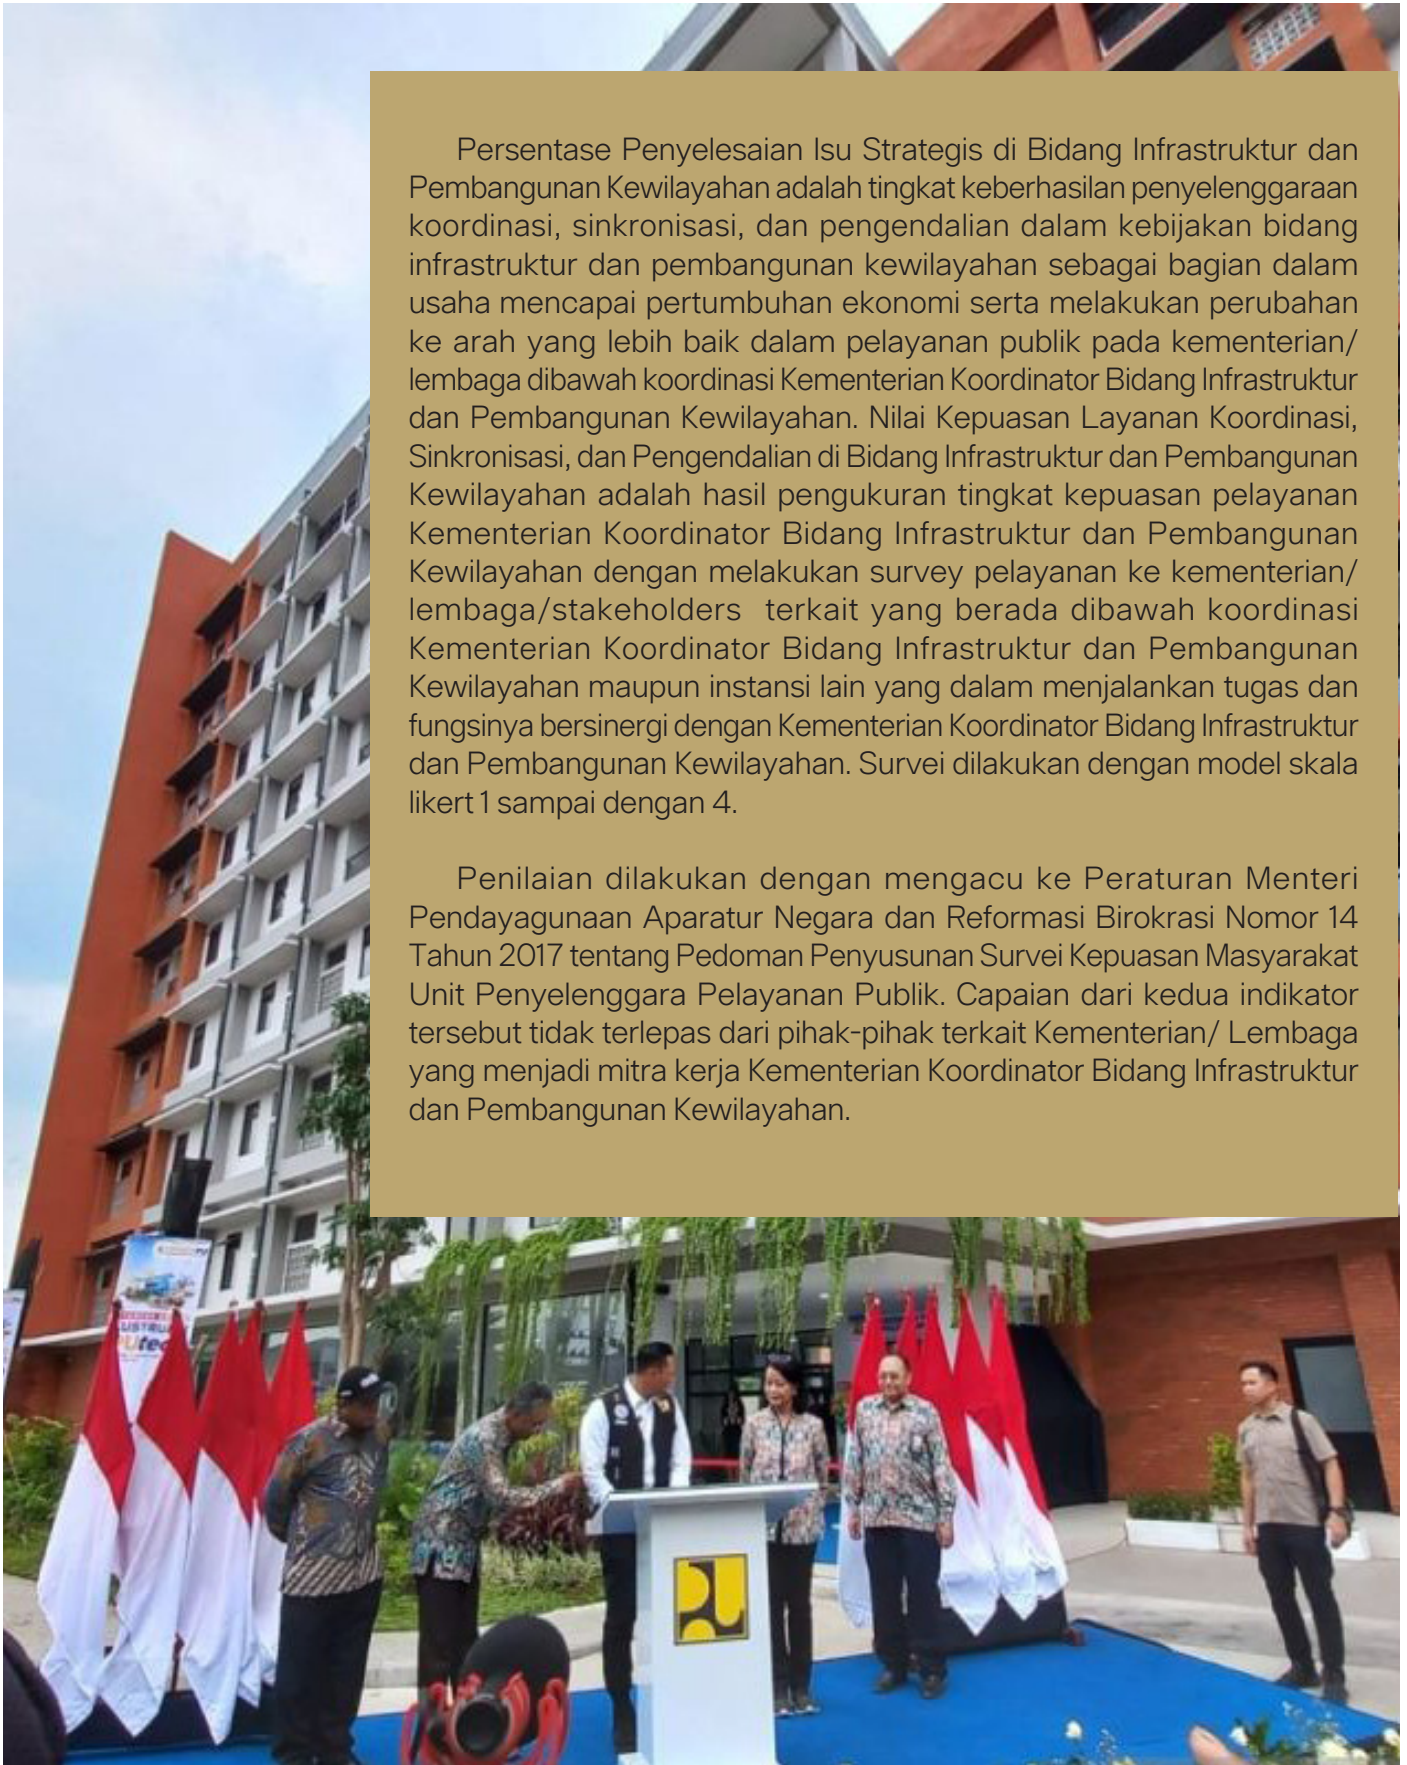 Persentase Penyelesaian Isu Strategis di Bidang Infrastruktur dan
Pembangunan Kewilayahan adalah tingkat keberhasilan penyelenggaraan
koordinasi, sinkronisasi, dan pengendalian dalam kebijakan bidang
infrastruktur dan pembangunan kewilayahan sebagai bagian dalam
usaha mencapai pertumbuhan ekonomi serta melakukan perubahan
ke arah yang lebih baik dalam pelayanan publik pada kementerian/
lembaga dibawah koordinasi Kementerian Koordinator Bidang Infrastruktur
dan Pembangunan Kewilayahan. Nilai Kepuasan Layanan Koordinasi,
Sinkronisasi, dan Pengendalian di Bidang Infrastruktur dan Pembangunan
Kewilayahan adalah hasil pengukuran tingkat kepuasan pelayanan
Kementerian Koordinator Bidang Infrastruktur dan Pembangunan
Kewilayahan dengan melakukan survey pelayanan ke kementerian/
lembaga/stakeholders terkait yang berada dibawah koordinasi
Kementerian Koordinator Bidang Infrastruktur dan Pembangunan
Kewilayahan maupun instansi lain yang dalam menjalankan tugas dan
fungsinya bersinergi dengan Kementerian Koordinator Bidang Infrastruktur
dan Pembangunan Kewilayahan. Survei dilakukan dengan model skala
likert 1 sampai dengan 4.
Penilaian dilakukan dengan mengacu ke Peraturan Menteri
Pendayagunaan Aparatur Negara dan Reformasi Birokrasi Nomor 14
Tahun 2017 tentang Pedoman Penyusunan Survei Kepuasan Masyarakat
Unit Penyelenggara Pelayanan Publik. Capaian dari kedua indikator
tersebut tidak terlepas dari pihak-pihak terkait Kementerian/ Lembaga
yang menjadi mitra kerja Kementerian Koordinator Bidang Infrastruktur
dan Pembangunan Kewilayahan.
PU